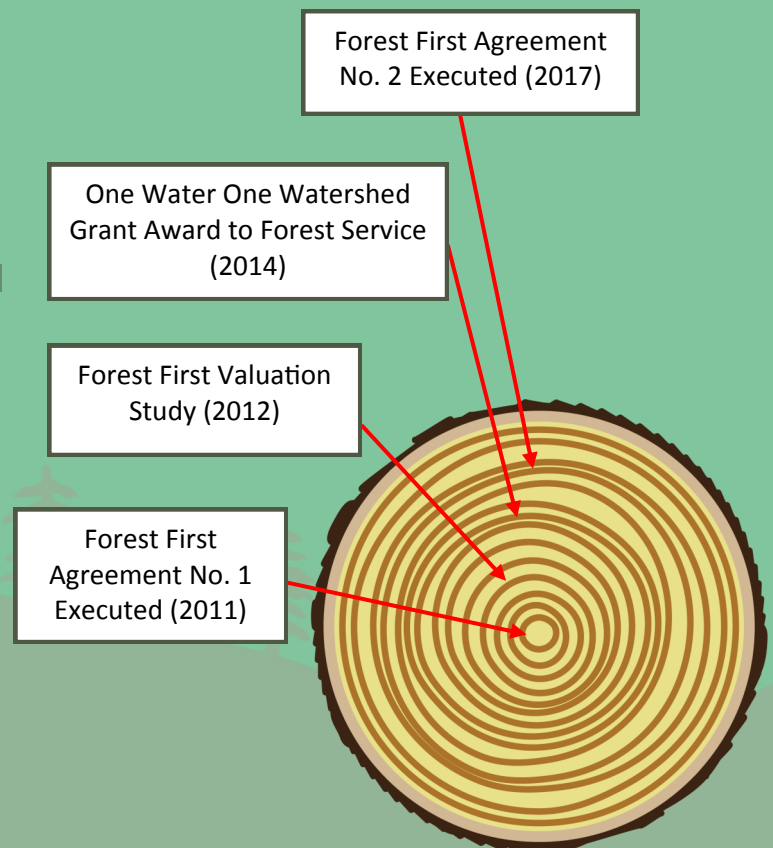 Forest First Agreement
No. 2 Executed (2017)
One Water One Watershed
Grant Award to Forest Service
(2014)
Forest First Valuation
Study (2012)
Forest First
Agreement No. 1
Executed (2011)